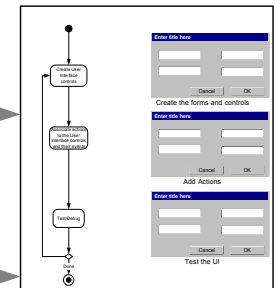 Create User
Interface
controls
to the User
Interface controls
and their events
Test/Debug
Done
Enter title here
Cancel OK
Create the forms and controls
Enter title here
Cancel OK
Add Actions
Enter title here
Cancel OK
Test the UI